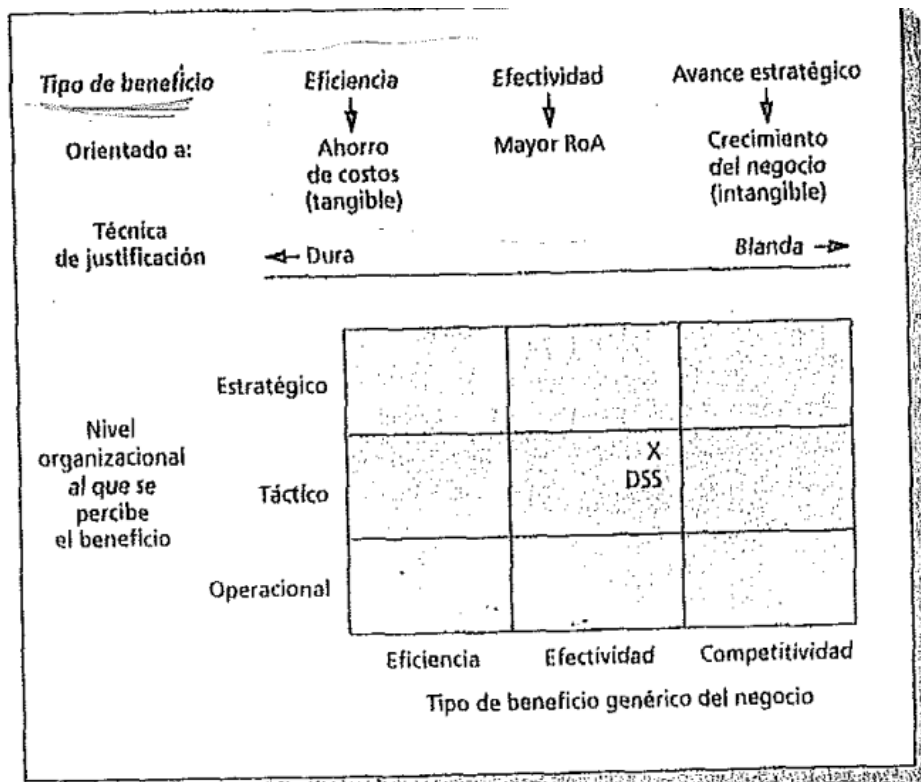 Tipo de beneficio Eficiencia Efectividad Avance estratégico
Orientado a: Ahorro Mayor RoA Crecimiento
de costos del negocio
(tangible) (intangible)
Técnica
de justificación Dura Blanda
Estratégico
Nivel
organizacional
al que se
percibe
el beneficio
Táctico
X
DSS
Operacional
Eficiencia Efectividad Competitividad
Tipo de beneficio genérico del negocio